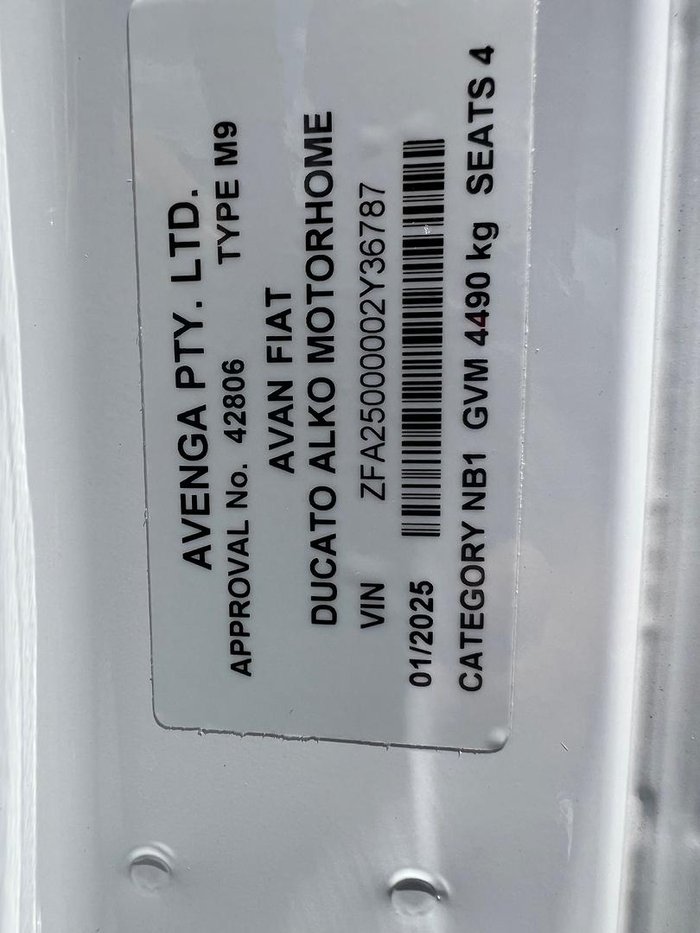 AVENGA PTY. LTD.
APPROVAL No. 42806 TYPE M9
AVAN FIAT
DUCATO ALKO MOTORHOME
VIN ZFA25000002Y36787
01/2025
CATEGORY NB1 GVM 4490 kg SEATS 4